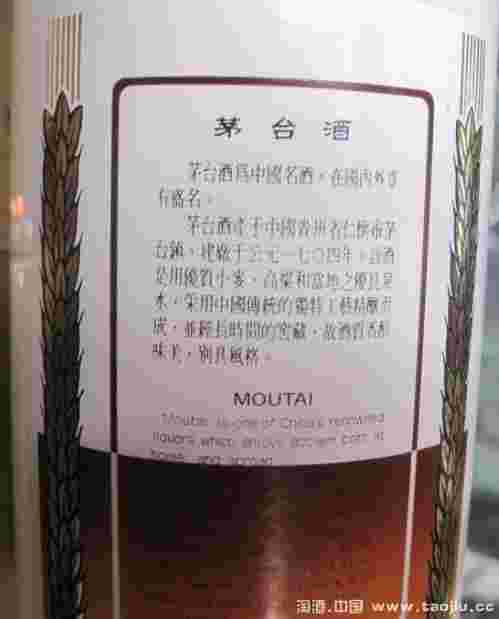 茅台酒
茅台酒爲中國名酒。在國內外享
有盛名。
茅台酒產于中國貴州省仁懷市茅
台鎮，建廠于公元一七〇四年。該酒
是用優質小麥、高粱和當地之優良泉
水，采用中國傳統的獨特工藝精釀而
成，並經長時間的窖藏，故酒質香醇
味美，別具風格。
MOUTAI
Moutai is one of China's renowned
liquors which enjoys ancient fame at
home and abroad
淘酒.中国 www.taojiu.cc